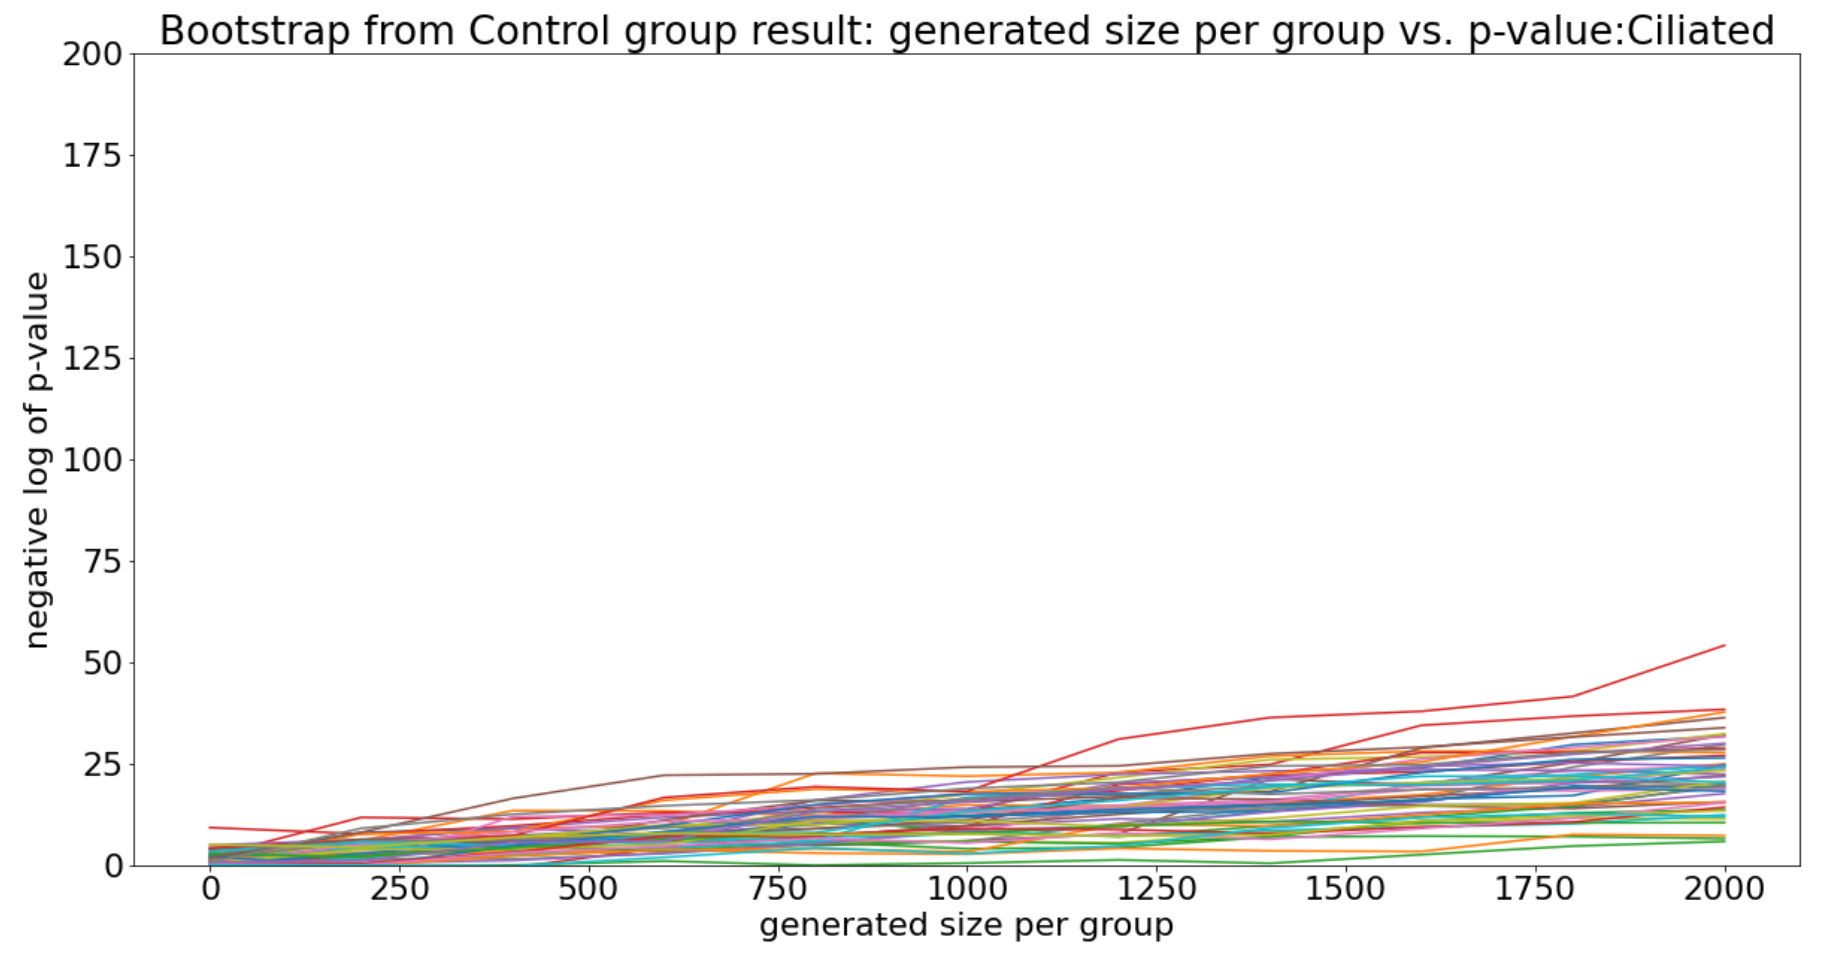 Bootstrap from Control group result: generated size per group vs. p-value:Ciliated
200
175
150
125
100
75
50
25
0
negative log of p-value
0 250 500 750 1000 1250 1500 1750 2000
generated size per group